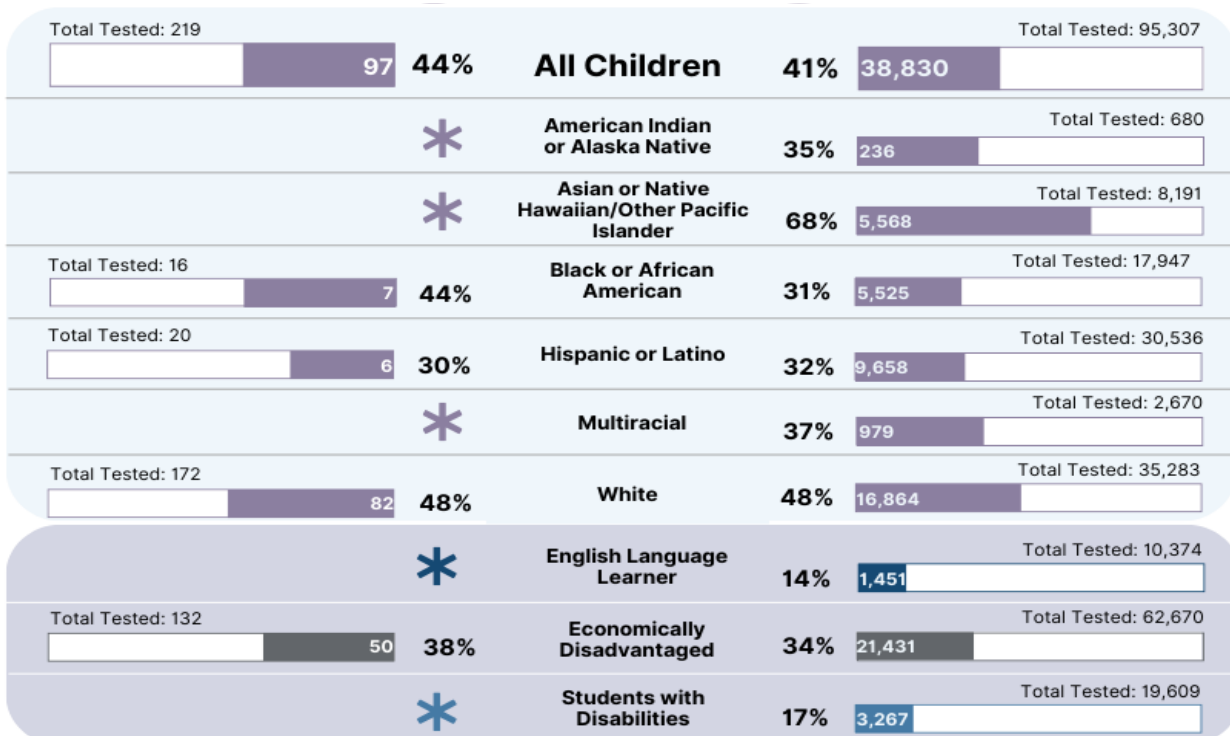 Total Tested: 219
97
44%
All Children
41%
38,830
Total Tested: 95,307
American Indian
or Alaska Native
35%
236
Total Tested: 680
Asian or Native
Hawaiian/Other Pacific
Islander
68%
5,568
Total Tested: 8,191
Total Tested: 16
7
44%
Black or African
American
31%
5,525
Total Tested: 17,947
Total Tested: 20
6
30%
Hispanic or Latino
32%
9,658
Total Tested: 30,536
Multiracial
37%
979
Total Tested: 2,670
Total Tested: 172
82
48%
White
48%
16,864
Total Tested: 35,283
English Language
Learner
14%
1,451
Total Tested: 10,374
Total Tested: 132
50
38%
Economically
Disadvantaged
34%
21,431
Total Tested: 62,670
Students with
Disabilities
17%
3,267
Total Tested: 19,609